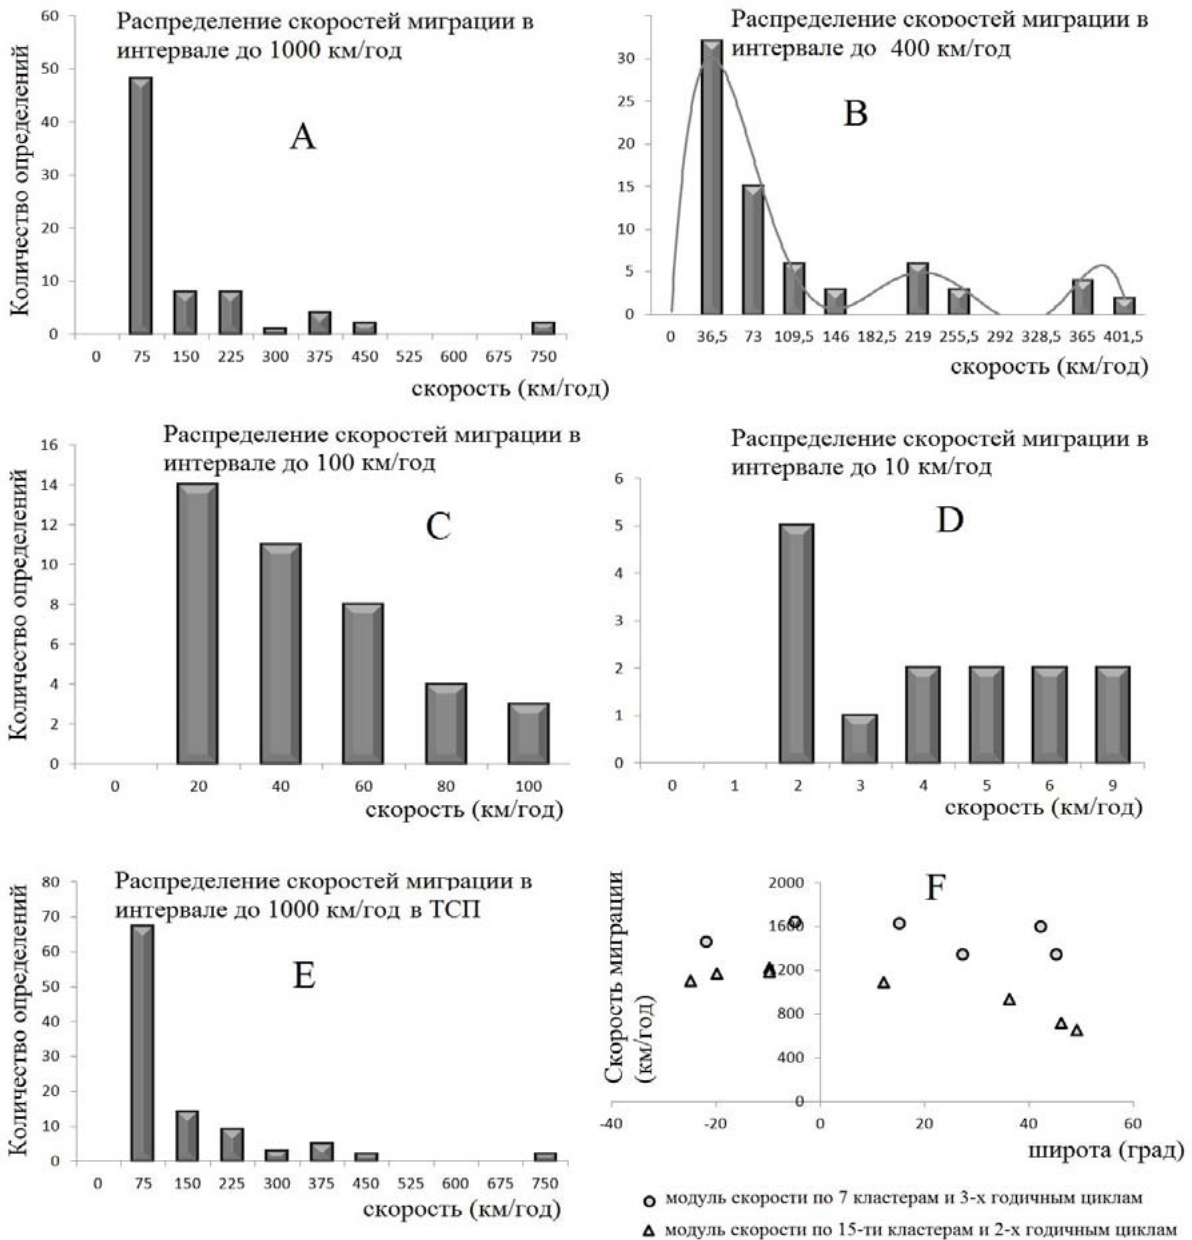 Распределение скоростей миграции в
интервале до 1000 км/год
A
Количество определений
60
50
40
30
20
10
0
0 75 150 225 300 375 450 525 600 675 750
скорость (км/год)
Распределение скоростей миграции в
интервале до 400 км/год
B
30
25
20
15
10
5
0
0 36,5 73 109,5 146 182,5 219 255,5 292 328,5 365 401,5
скорость (км/год)
Распределение скоростей миграции в
интервале до 100 км/год
C
Количество определений
16
14
12
10
8
6
4
2
0
0 20 40 60 80 100
скорость (км/год)
Распределение скоростей миграции в
интервале до 10 км/год
D
6
5
4
3
2
1
0
0 1 2 3 4 5 6 9
скорость (км/год)
Распределение скоростей миграции в
интервале до 1000 км/год в ТСП
E
Количество определений
80
70
60
50
40
30
20
10
0
0 75 150 225 300 375 450 525 600 675 750
скорость (км/год)
F
Скорость миграции
(км/год)
2000
1600
1200
800
400
0
-40 -20 0 20 40 60
широта (град)
модуль скорости по 7 кластерам и 3-х годичным циклам
модуль скорости по 15-ти кластерам и 2-х годичным циклам